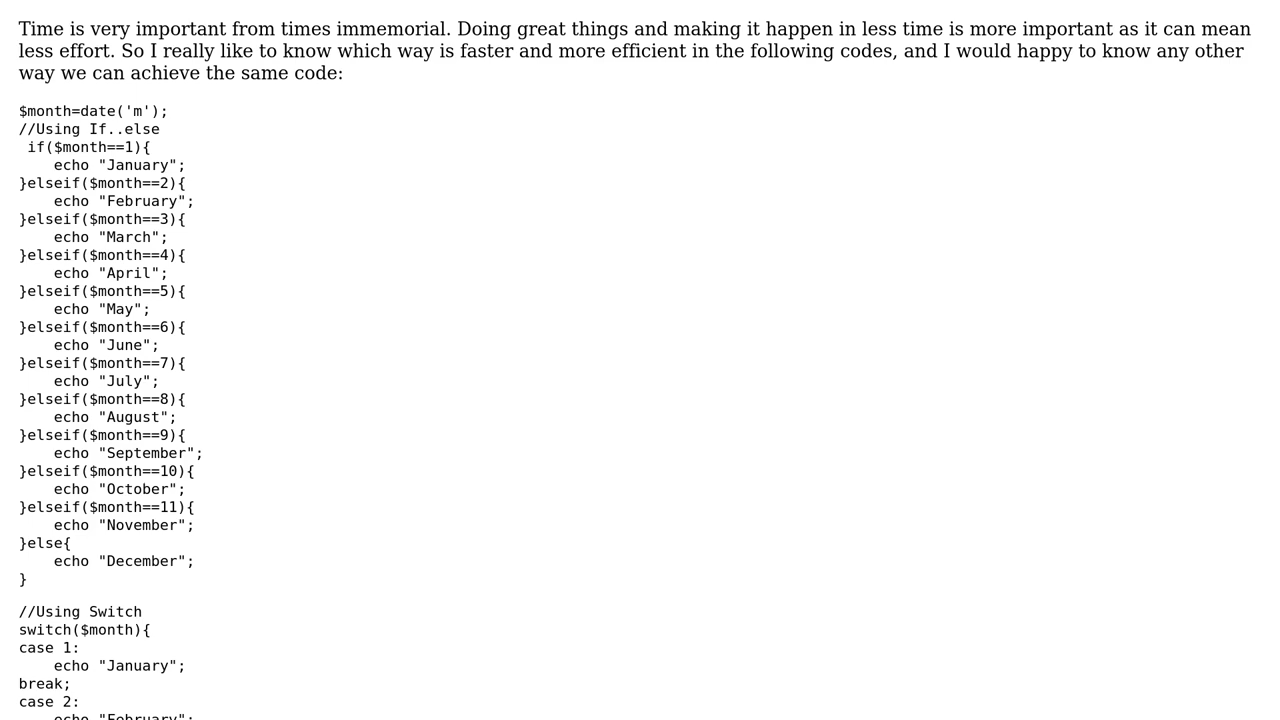 Time is very important from times immemorial. Doing great things and making it happen in less time is more important as it can mean
less effort. So I really like to know which way is faster and more efficient in the following codes, and I would happy to know any other
way we can achieve the same code:
$month=date('m');
//Using If..else
 if($month==1){
    echo "January";
}elseif($month==2){
    echo "February";
}elseif($month==3){
    echo "March";
}elseif($month==4){
    echo "April";
}elseif($month==5){
    echo "May";
}elseif($month==6){
    echo "June";
}elseif($month==7){
    echo "July";
}elseif($month==8){
    echo "August";
}elseif($month==9){
    echo "September";
}elseif($month==10){
    echo "October";
}elseif($month==11){
    echo "November";
}else{
    echo "December";
}
//Using Switch
switch($month){
case 1:
    echo "January";
break;
case 2:
    echo "February";